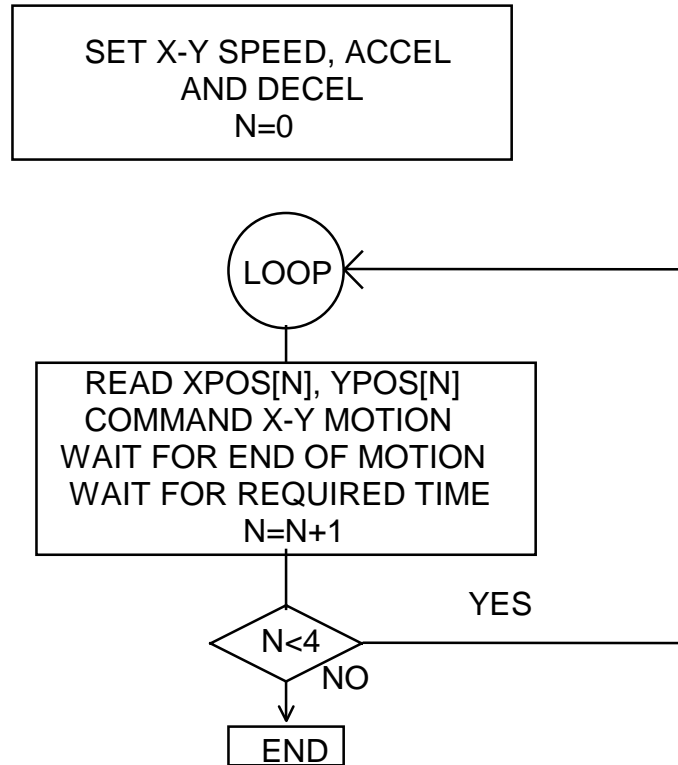 SET X-Y SPEED, ACCEL
AND DECEL
N=0
LOOP
READ XPOS[N], YPOS[N]
COMMAND X-Y MOTION
WAIT FOR END OF MOTION
WAIT FOR REQUIRED TIME
N=N+1
YES
N<4
NO
END